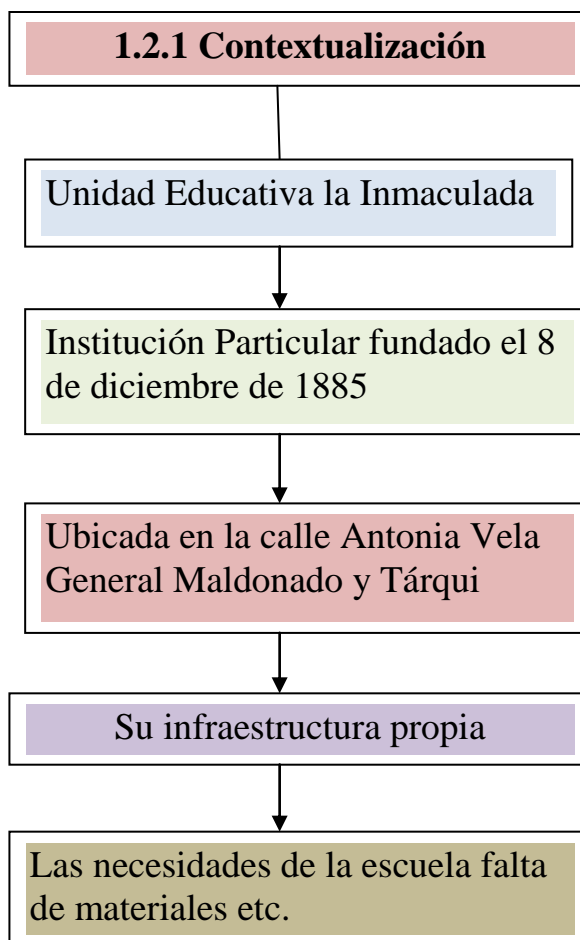 1.2.1 Contextualización
Unidad Educativa la Inmaculada
Institución Particular fundado el 8
de diciembre de 1885
Ubicada en la calle Antonia Vela
General Maldonado y Tárqui
Su infraestructura propia
Las necesidades de la escuela falta
de materiales etc.